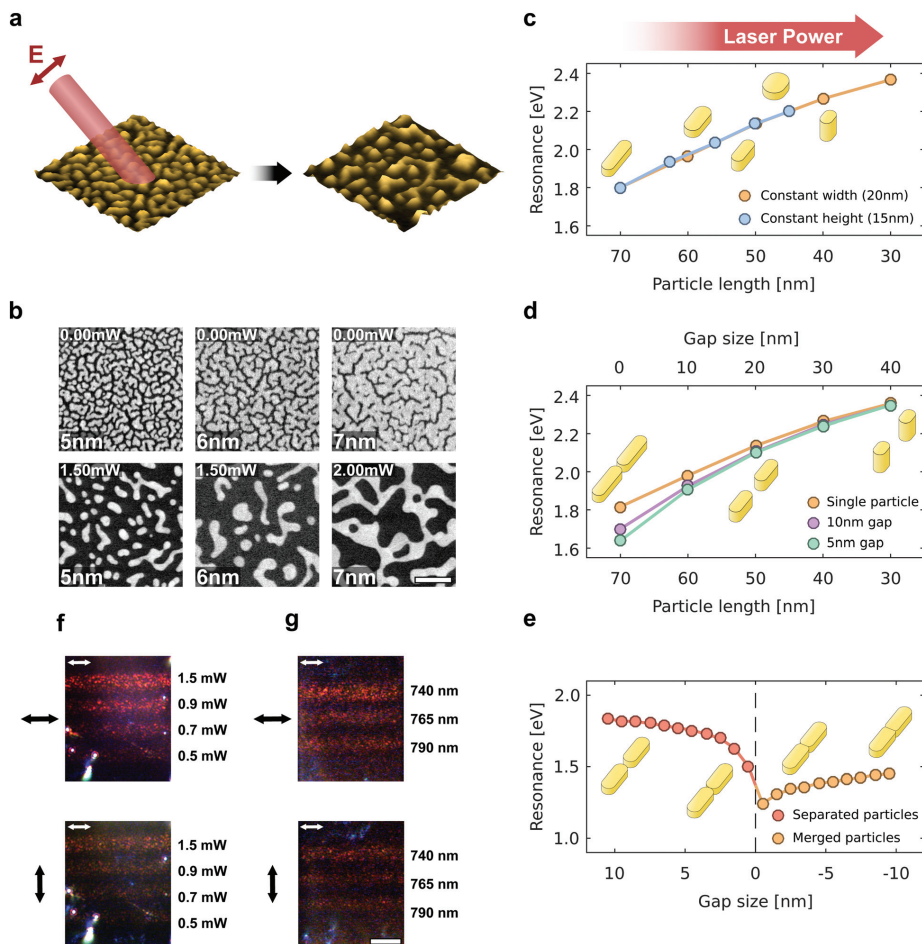 a
E
b
0.00mW 0.00mW 0.00mW
5nm 6nm 7nm
1.50mW 1.50mW 2.00mW
5nm 6nm 7nm
c
Laser Power
Resonance [eV]
2.4
2.2
2.0
1.8
1.6
Constant width (20nm)
Constant height (15nm)
70 60 50 40 30
Particle length [nm]
d
Gap size [nm]
0 10 20 30 40
Resonance [eV]
2.4
2.2
2.0
1.8
1.6
Single particle
10nm gap
5nm gap
70 60 50 40 30
Particle length [nm]
e
Resonance [eV]
2.0
1.5
1.0
Separated particles
Merged particles
10 5 0 -5 -10
Gap size [nm]
f
1.5 mW
0.9 mW
0.7 mW
0.5 mW
1.5 mW
0.9 mW
0.7 mW
0.5 mW
g
740 nm
765 nm
790 nm
740 nm
765 nm
790 nm